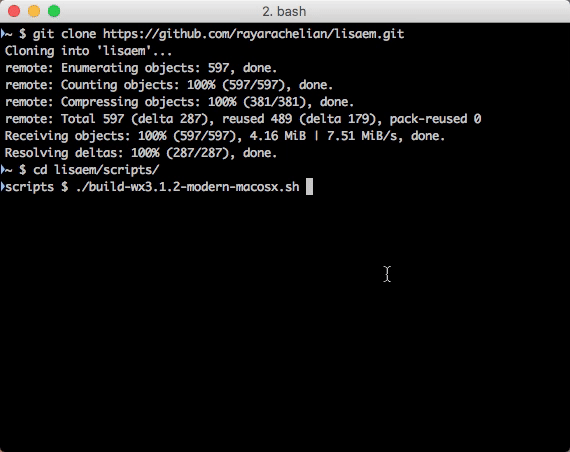 2. bash
~ $ git clone https://github.com/rayarachelian/lisaem.git
Cloning into 'lisaem'...
remote: Enumerating objects: 597, done.
remote: Counting objects: 100% (597/597), done.
remote: Compressing objects: 100% (381/381), done.
remote: Total 597 (delta 287), reused 489 (delta 179), pack-reused 0
Receiving objects: 100% (597/597), 4.16 MiB | 7.51 MiB/s, done.
Resolving deltas: 100% (287/287), done.
~ $ cd lisaem/scripts/
scripts $ ./build-wx3.1.2-modern-macosx.sh